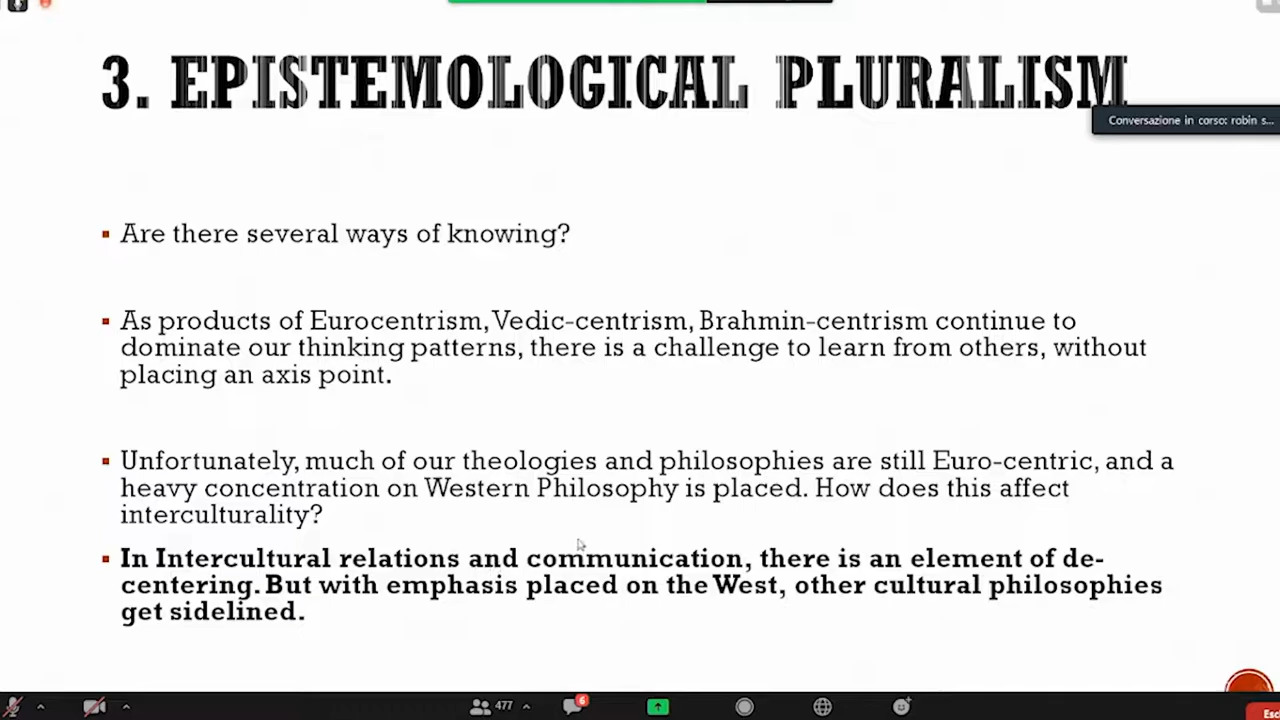 3. EPISTEMOLOGICAL PLURALISM
Conversazione in corso: robin s...
Are there several ways of knowing?
As products of Eurocentrism, Vedic-centrism, Brahmin-centrism continue to
dominate our thinking patterns, there is a challenge to learn from others, without
placing an axis point.
Unfortunately, much of our theologies and philosophies are still Euro-centric, and a
heavy concentration on Western Philosophy is placed. How does this affect
interculturality?
In Intercultural relations and communication, there is an element of de-
centering. But with emphasis placed on the West, other cultural philosophies
get sidelined.
477
6
Esc